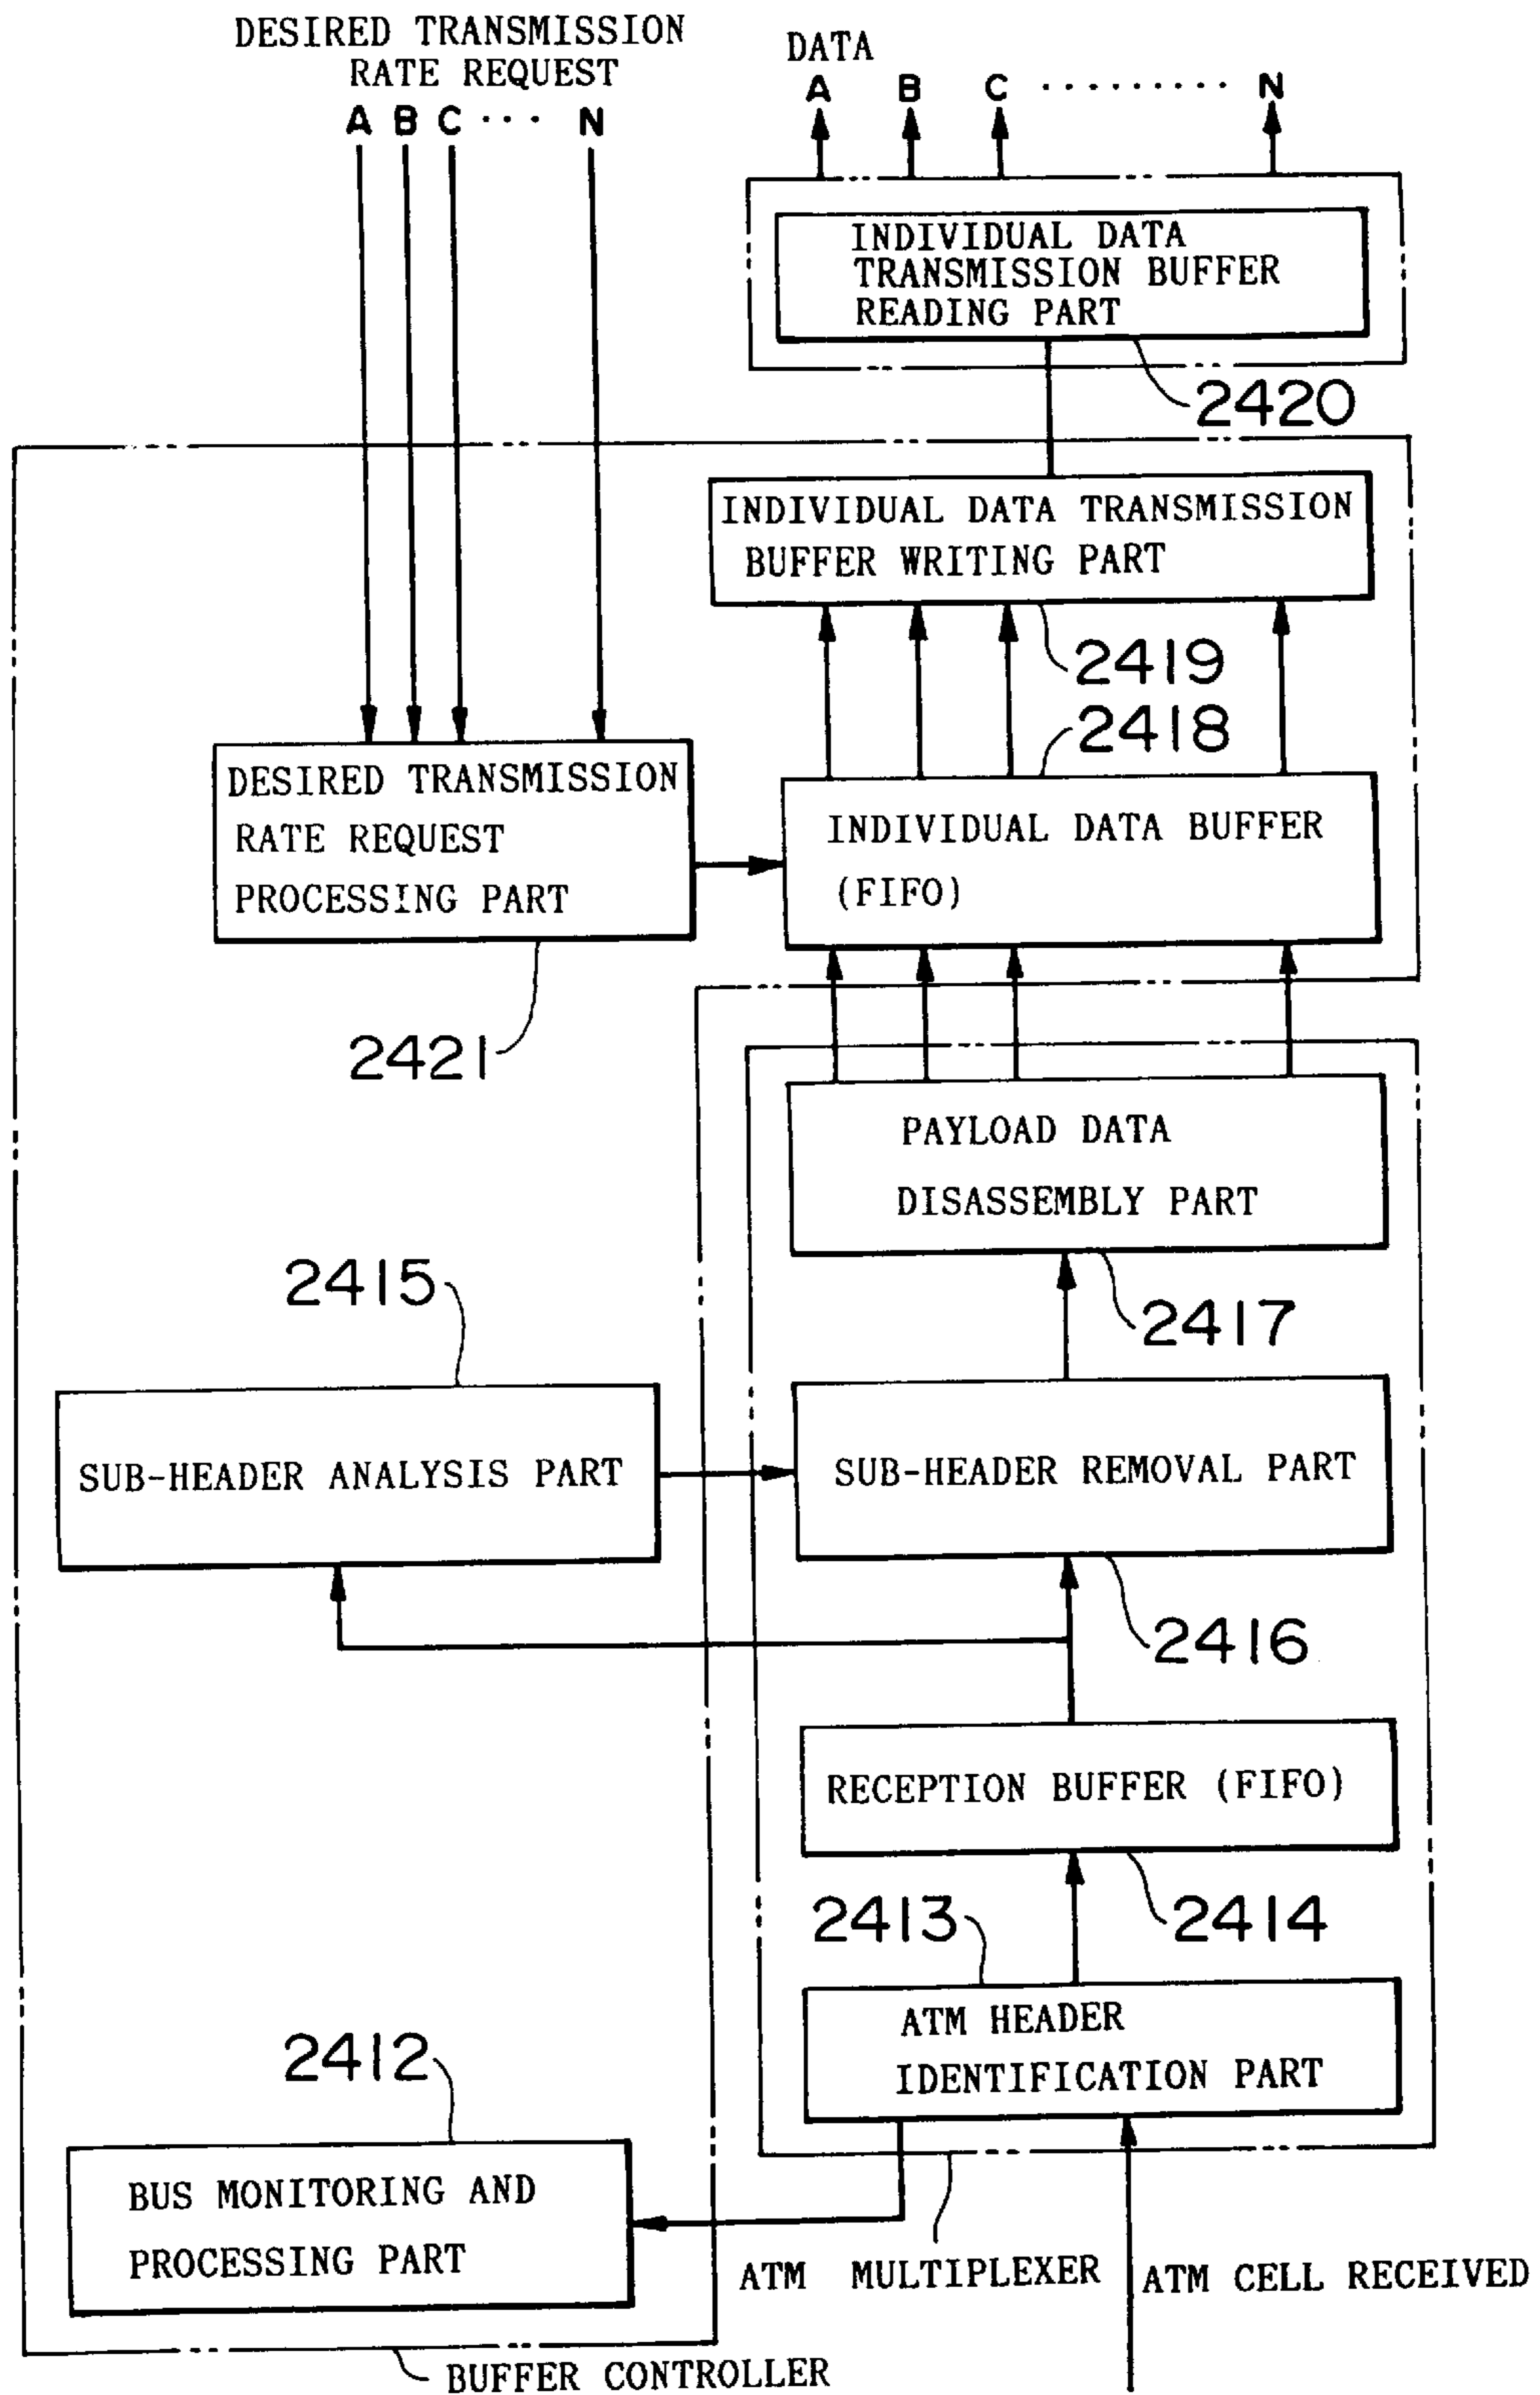 DESIRED TRANSMISSION
RATE REQUEST
A B C ··· N
DATA
A B C ········· N
INDIVIDUAL DATA
TRANSMISSION BUFFER
READING PART
2420
INDIVIDUAL DATA TRANSMISSION
BUFFER WRITING PART
2419
2418
DESIRED TRANSMISSION
RATE REQUEST
PROCESSING PART
INDIVIDUAL DATA BUFFER
(FIFO)
2421
PAYLOAD DATA
DISASSEMBLY PART
2415
2417
SUB-HEADER ANALYSIS PART
SUB-HEADER REMOVAL PART
2416
RECEPTION BUFFER (FIFO)
2413
2414
ATM HEADER
IDENTIFICATION PART
2412
BUS MONITORING AND
PROCESSING PART
ATM MULTIPLEXER
ATM CELL RECEIVED
BUFFER CONTROLLER